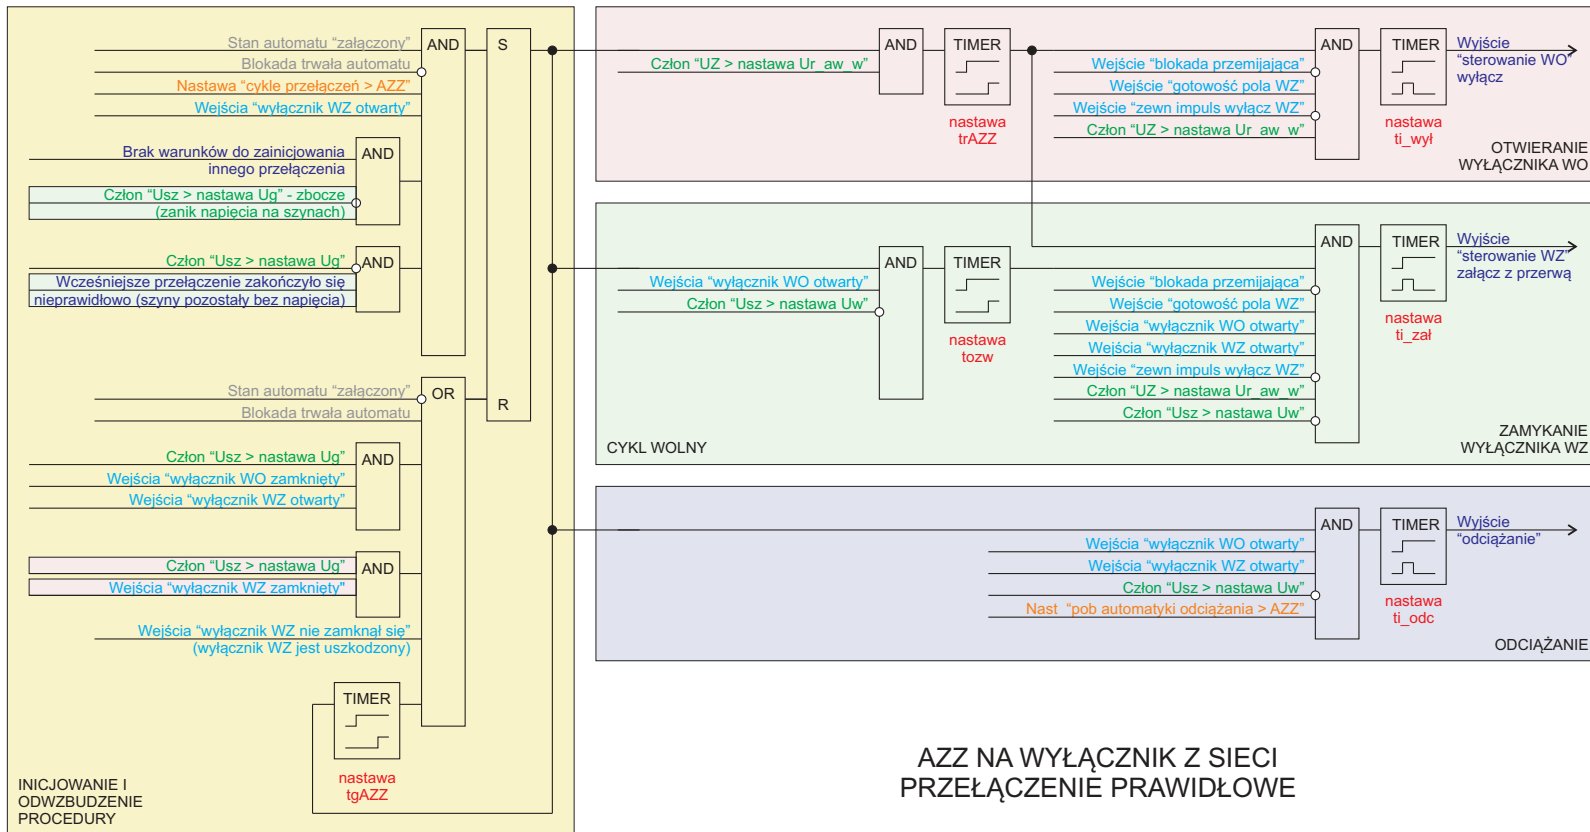 Stan automatu “załączony”
Blokada trwała automatu
Nastawa “cykle przełączeń > AZZ”
Wejścia “wyłącznik WZ otwarty”
AND
S
Brak warunków do zainicjowania
innego przełączenia
AND
Człon “Usz > nastawa Ug” - zbocze
(zanik napięcia na szynach)
Człon “Usz > nastawa Ug”
AND
Wcześniejsze przełączenie zakończyło się
nieprawidłowo (szyny pozostały bez napięcia)
Stan automatu “załączony”
OR
Blokada trwała automatu
R
Człon “Usz > nastawa Ug”
AND
Wejścia “wyłącznik WO zamknięty”
Wejścia “wyłącznik WZ otwarty”
Człon “Usz > nastawa Ug”
AND
Wejścia “wyłącznik WZ zamknięty"
Wejścia “wyłącznik WZ nie zamknął się”
(wyłącznik WZ jest uszkodzony)
TIMER
nastawa
tgAZZ
INICJOWANIE I
ODWZBUDZENIE
PROCEDURY
Człon “UZ > nastawa Ur_aw_w”
AND
TIMER
nastawa
trAZZ
Wejście “blokada przemijająca”
Wejście “gotowość pola WZ”
Wejście “zewn impuls wyłącz WZ”
Człon “UZ > nastawa Ur_aw_w”
AND
TIMER
nastawa
ti_wył
Wyjście
“sterowanie WO”
wyłącz
OTWIERANIE
WYŁĄCZNIKA WO
Wejścia “wyłącznik WO otwarty”
Człon “Usz > nastawa Uw”
AND
TIMER
nastawa
tozw
Wejście “blokada przemijająca”
Wejście “gotowość pola WZ”
Wejścia “wyłącznik WO otwarty”
Wejścia “wyłącznik WZ otwarty”
Wejście “zewn impuls wyłącz WZ”
Człon “UZ > nastawa Ur_aw_w”
Człon “Usz > nastawa Uw”
AND
TIMER
nastawa
ti_zał
Wyjście
“sterowanie WZ”
załącz z przerwą
CYKL WOLNY
ZAMYKANIE
WYŁĄCZNIKA WZ
Wejścia “wyłącznik WO otwarty”
Wejścia “wyłącznik WZ otwarty”
Człon “Usz > nastawa Uw”
Nast “pob automatyki odciążania > AZZ”
AND
TIMER
nastawa
ti_odc
Wyjście
“odciążanie”
ODCIĄŻANIE
AZZ NA WYŁĄCZNIK Z SIECI
PRZEŁĄCZENIE PRAWIDŁOWE